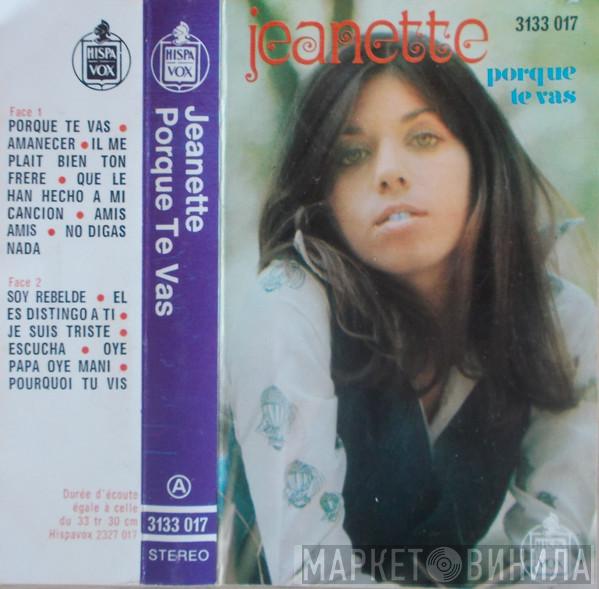 HISPA
VOX
Face 1
PORQUE TE VAS •
AMANECER • IL ME
PLAIT BIEN TON
FRERE • QUE LE
HAN HECHO A MI
CANCION • AMIS
AMIS • NO DIGAS
NADA
Face 2
SOY REBELDE • EL
ES DISTINGO A TI •
JE SUIS TRISTE •
ESCUCHA • OYE
PAPA OYE MANI •
POURQUOI TU VIS
Durée d'écoute
égale à celle
du 33 tr 30 cm
Hispavox 2327 017
HISPA
VOX
Jeanette
Porque Te Vas
A
3133 017
STEREO
jeanette
3133 017
porque
te vas
HISPA
VOX
МАРКЕТ ВИНИЛА